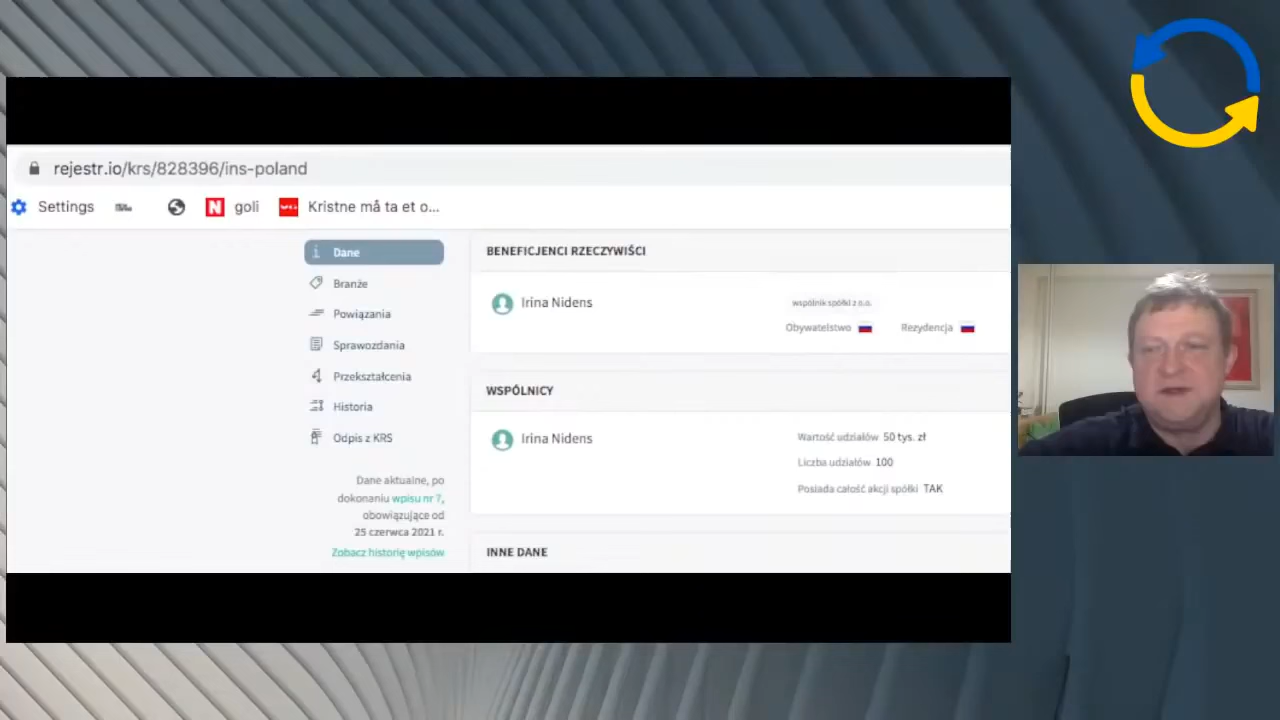 rejestr.io/krs/828396/ins-poland
Settings
goli
Kristne må ta et o...
Dane
Branże
Powiązania
Sprawozdania
Przekształcenia
Historia
Odpis z KRS
Dane aktualne, po
dokonaniu wpisu nr 7,
obowiązujące od
25 czerwca 2021 r.
Zobacz historię wpisów
BENEFICJENCI RZECZYWIŚCI
Irina Nidens
wspólnik spółki z o.o.
Obywatelstwo
Rezydencja
WSPÓLNICY
Irina Nidens
Wartość udziałów 50 tys. zł
Liczba udziałów 100
Posiada całość akcji spółki TAK
INNE DANE